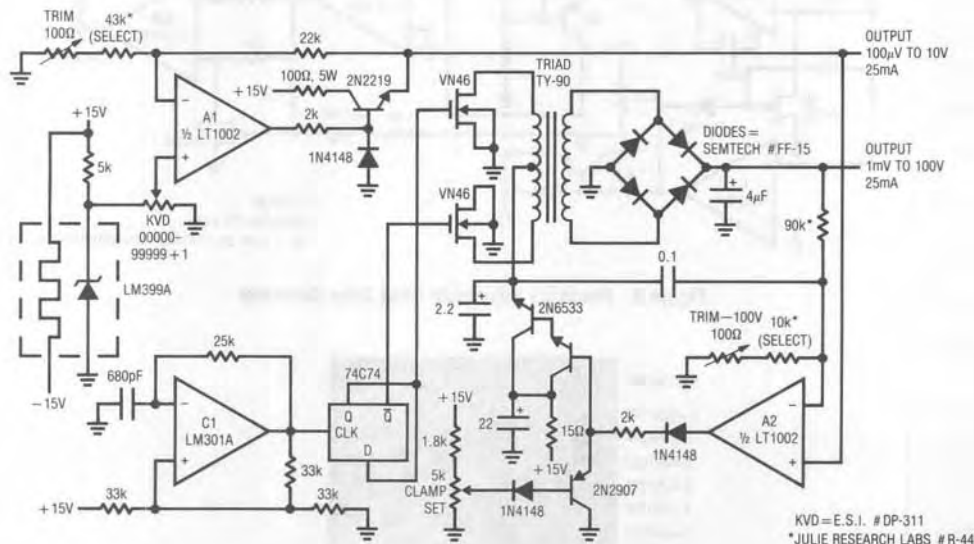 TRIM
100Ω
43k*
(SELECT)
22k
OUTPUT
100μV TO 10V
25mA
+15V
100Ω, 5W
2N2219
VN46
TRIAD
TY-90
A1
½ LT1002
2k
1N4148
+15V
5k
KVD
00000-
99999 + 1
VN46
DIODES =
SEMTECH #FF-15
OUTPUT
1mV TO 100V
25mA
4μF
90k*
LM399A
-15V
0.1
2.2
2N6533
TRIM—100V
100Ω
10k*
(SELECT)
25k
680pF
C1
LM301A
74C74
Q
Q̅
CLK
D
33k
33k
33k
+15V
+15V
1.8k
5k
CLAMP
SET
22
15Ω
+15V
2k
1N4148
A2
½ LT1002
1N4148
2N2907
KVD = E.S.I. #DP-311
*JULIE RESEARCH LABS #R-44